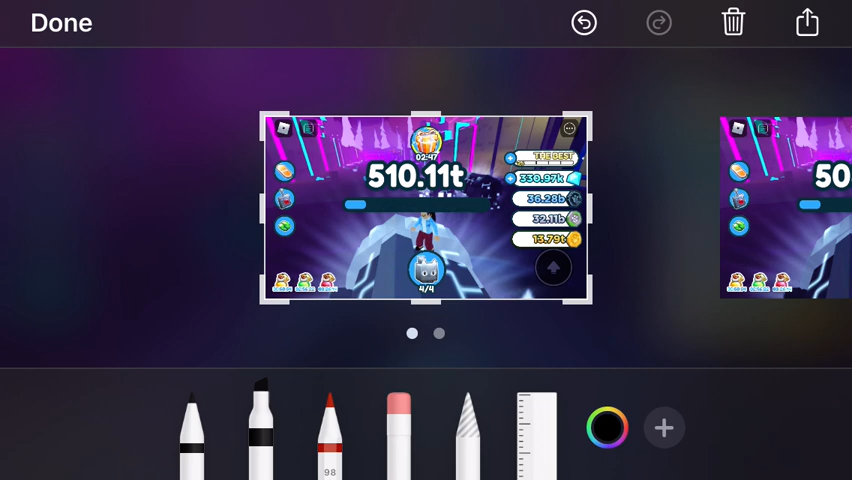 Done
02:47
THE BEST
510.11t
330.97k
36.28b
32.11b
13.79t
4/4
50
98